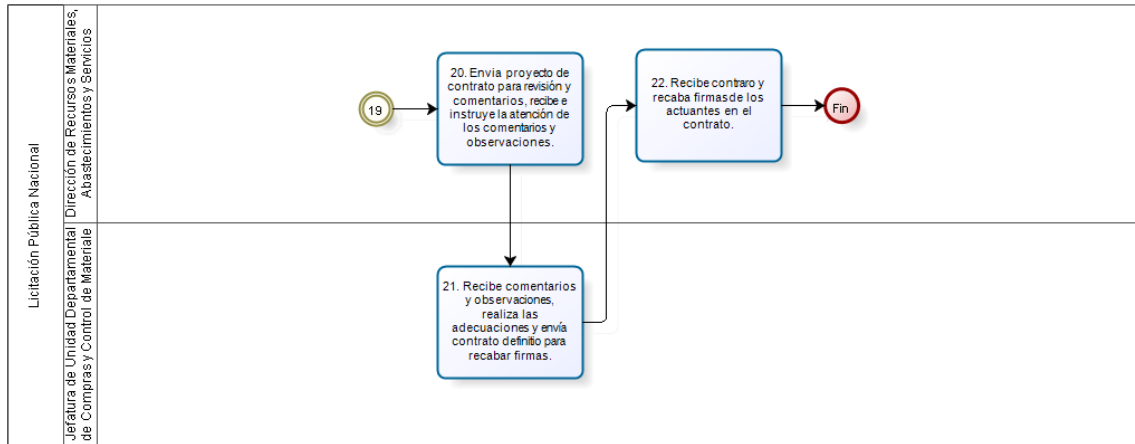 Licitación Pública Nacional
Dirección de Recurso Materiales,
Abastecimientos y Servicios
19
20. Envia proyecto de
contrato para revisión y
comentarios, recibe e
instruye la atención de
los comentarios y
observaciones.
22. Recibe contraro y
recaba firmas de los
actuantes en el
contrato.
Fin
Jefatura de Unidad Departamental
de Compras y Control de Materiale
21. Recibe comentarios
y observaciones,
realiza las
adecuaciones y envía
contrato definitio para
recabar firmas.